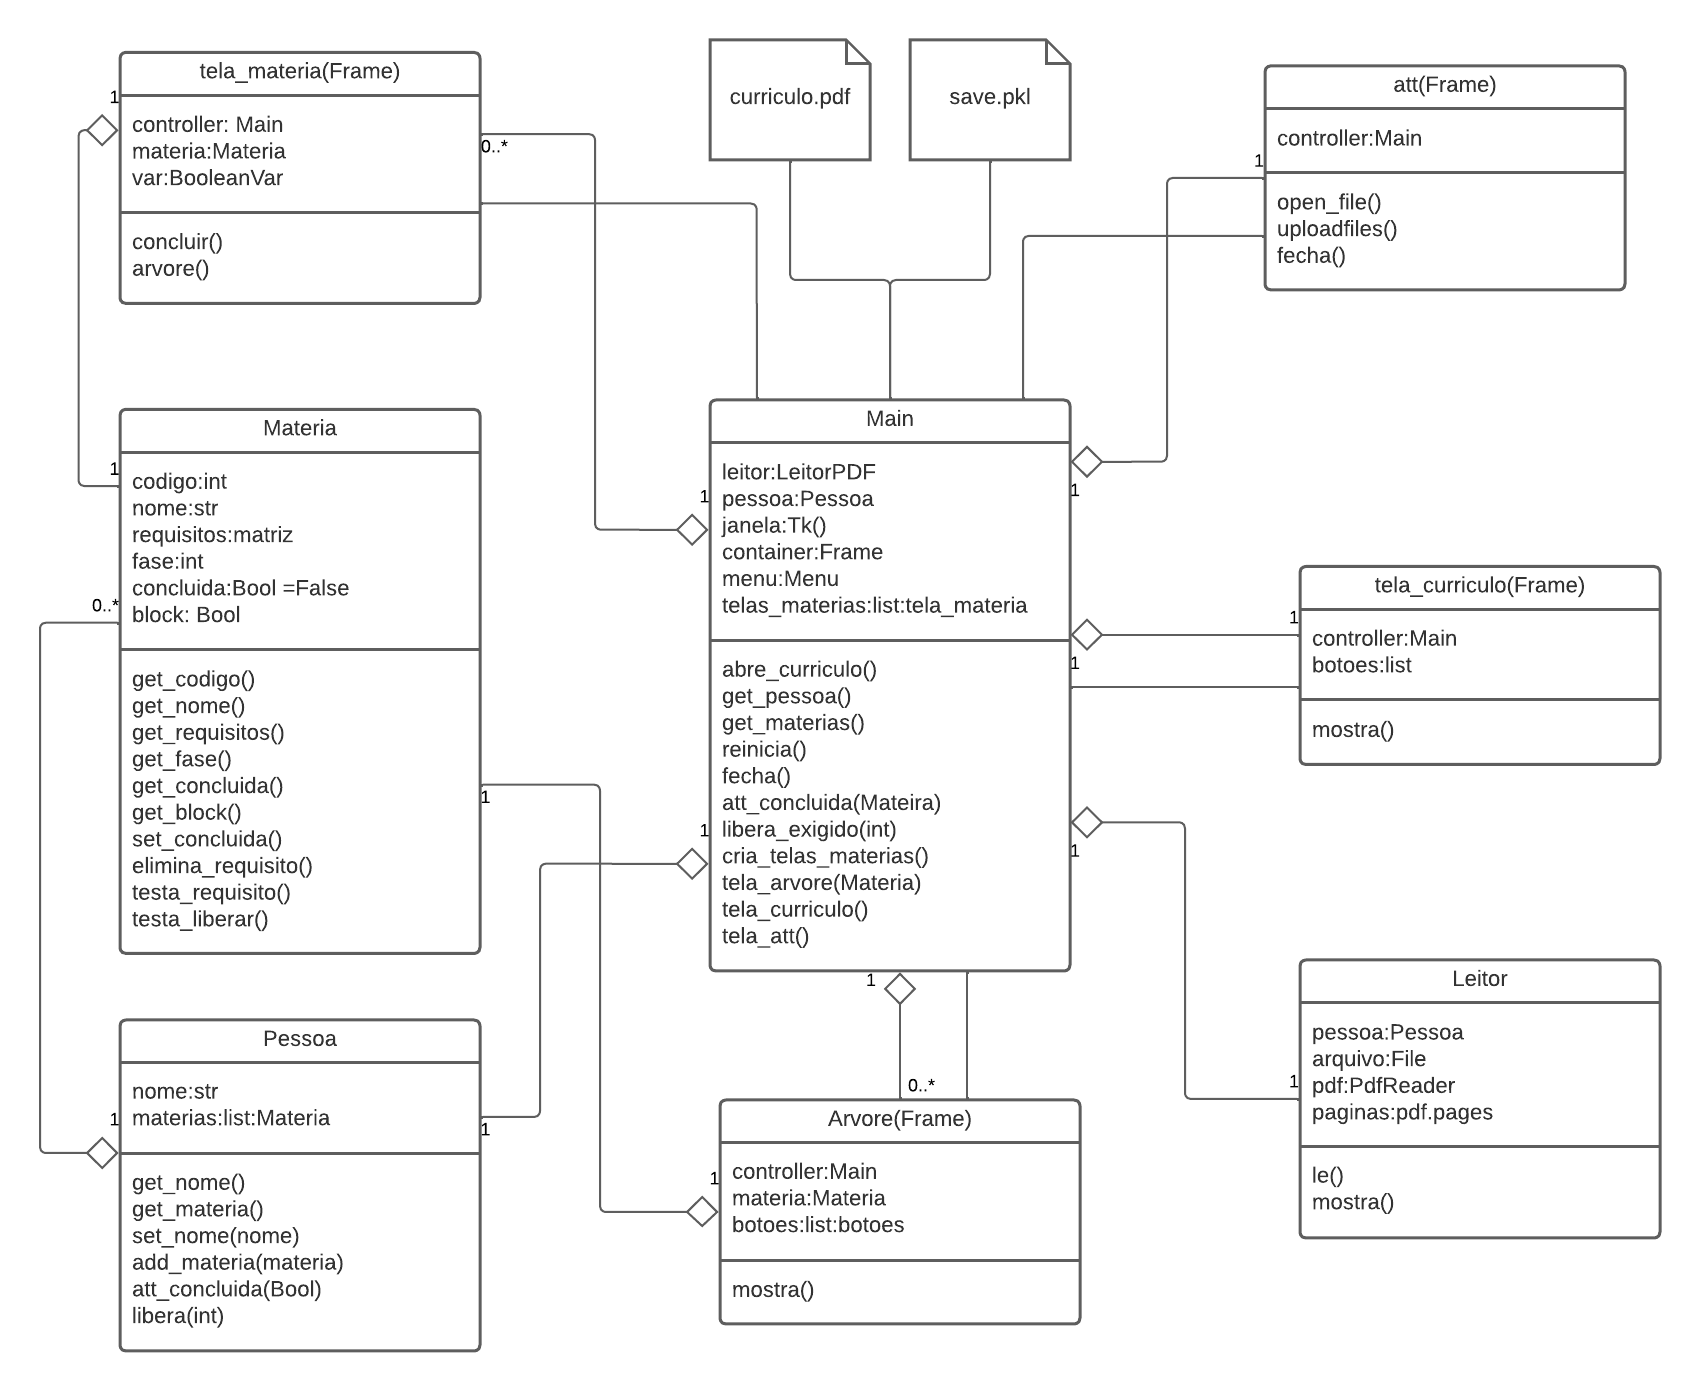 tela_materia(Frame)
1
controller: Main
materia:Materia
var:BooleanVar
0..*
concluir()
arvore()
curriculo.pdf
save.pkl
att(Frame)
controller:Main
1
open_file()
uploadfiles()
fecha()
Materia
1
codigo:int
nome:str
requisitos:matriz
fase:int
concluida:Bool =False
0..*
block: Bool
get_codigo()
get_nome()
get_requisitos()
get_fase()
get_concluida()
1
get_block()
set_concluida()
elimina_requisito()
testa_requisito()
testa_liberar()
Main
leitor:LeitorPDF
1
pessoa:Pessoa
1
janela:Tk()
container:Frame
menu:Menu
telas_materias:list:tela_materia
abre_curriculo()
1
get_pessoa()
get_materias()
reinicia()
fecha()
att_concluida(Mateira)
1
libera_exigido(int)
1
cria_telas_materias()
tela_arvore(Materia)
tela_curriculo()
tela_att()
1
0..*
tela_curriculo(Frame)
1
controller:Main
botoes:list
mostra()
Pessoa
nome:str
1
materias:list:Materia
1
get_nome()
get_materia()
set_nome(nome)
add_materia(materia)
att_concluida(Bool)
libera(int)
Arvore(Frame)
1
controller:Main
materia:Materia
botoes:list:botoes
mostra()
Leitor
pessoa:Pessoa
arquivo:File
1
pdf:PdfReader
paginas:pdf.pages
le()
mostra()